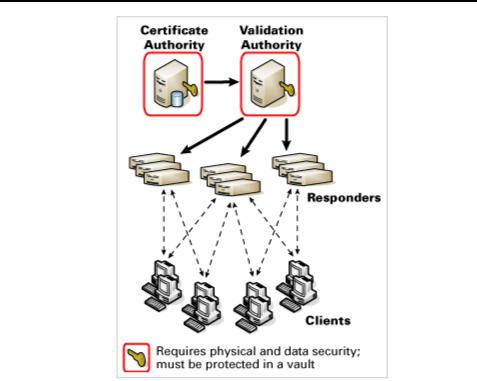 Certificate Authority
Validation Authority
Responders
Clients
Requires physical and data security;
must be protected in a vault